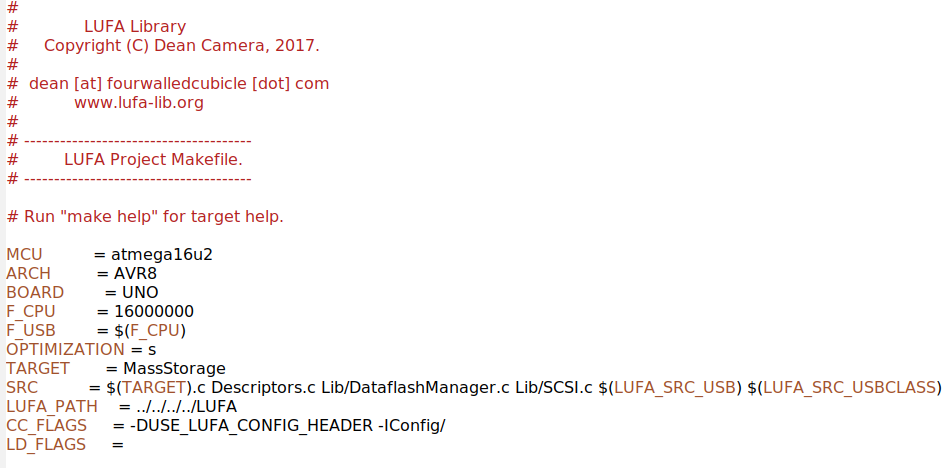 #
#             LUFA Library
#     Copyright (C) Dean Camera, 2017.
#
#  dean [at] fourwalledcubicle [dot] com
#           www.lufa-lib.org
#
# --------------------------------------
#         LUFA Project Makefile.
# --------------------------------------

# Run "make help" for target help.

MCU          = atmega16u2
ARCH         = AVR8
BOARD        = UNO
F_CPU        = 16000000
F_USB        = $(F_CPU)
OPTIMIZATION = s
TARGET       = MassStorage
SRC          = $(TARGET).c Descriptors.c Lib/DataflashManager.c Lib/SCSI.c $(LUFA_SRC_USB) $(LUFA_SRC_USBCLASS)
LUFA_PATH    = ../../../../LUFA
CC_FLAGS     = -DUSE_LUFA_CONFIG_HEADER -IConfig/
LD_FLAGS     =